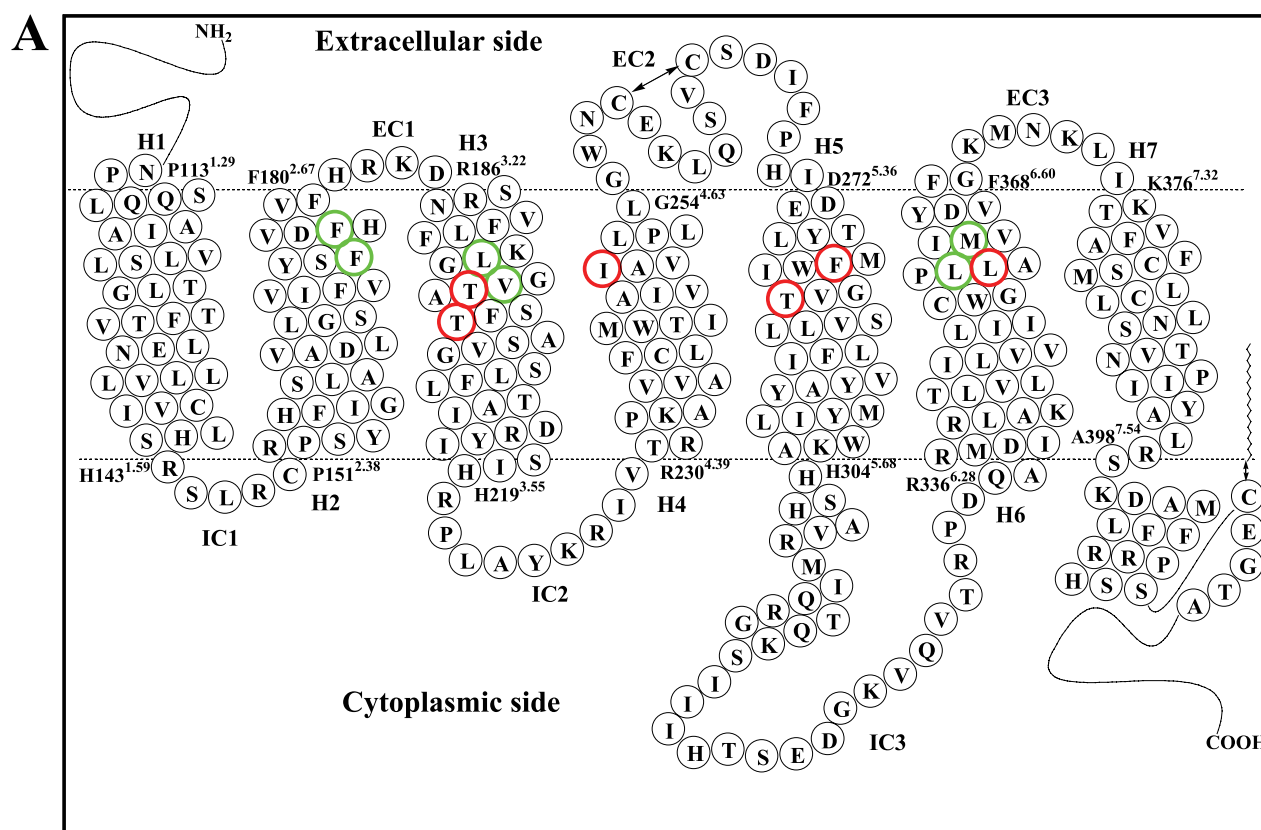 A
NH2
Extracellular side
H1
P N P113^1.29
L Q Q S
A I A
L S L V
G L T
V T F T
N E L
L V L L
I V C
S H L
H143^1.59
R
S L R C
IC1
H2
P151^2.38
F180^2.67
V F
V D F H
Y S F
V I F V
L G S
V A D L
S L A
H F I G
R P S Y
EC1
H R K D
H3
R186^3.22
N R S
F L F V
G L K
A T V G
T F S
G V S A
L F L S
I A T
I Y R D
H I S
H219^3.55
R
P
L A Y K R I V
IC2
H4
R230^4.39
G254^4.63
L
L P L
I A V
A I V
M W T I
F C L
V V A
P K A
T R
EC2
G
W
N
C
E
K
L
Q
S
V
C
S D I
F
P
H I
H5
D272^5.36
E D
L Y T
I W F M
T V G
L L V S
I F L
Y A Y V
L I Y M
A K W
H304^5.68
H
H S
R V A
M
Q I
G R
S K Q T
I
I
I
H T S E D
G K V Q V T
R
P
D Q A
IC3
H6
R336^6.28
R M D I
R L A K
T L V L
I L V V
L I I
C W G
P L L A
I M V
Y D V
F G
F368^6.60
EC3
K M N K L
I
H7
K376^7.32
T K
A F V
M S C F
L C L
S N L
N V T
I I P
A Y
L
A398^7.54
S R
K D A M
L F F
R R P
H S S
A T G E C
Cytoplasmic side
COOH